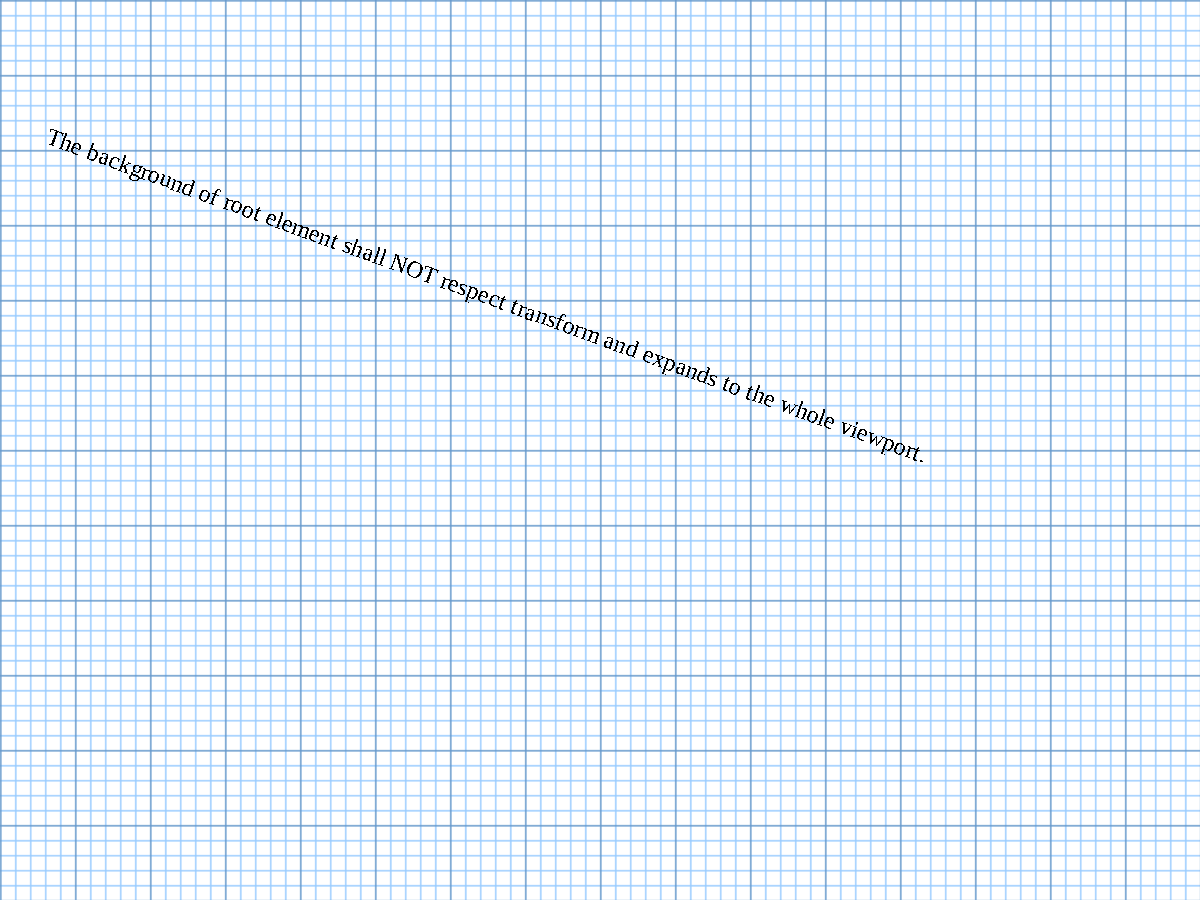 The background of root element shall NOT respect transform and expands to the whole viewport.